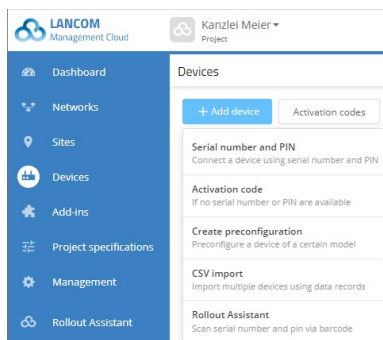 LANCOM
Management Cloud
Kanzlei Meier
Project
Dashboard
Networks
Sites
Devices
Add-ins
Project specifications
Management
Rollout Assistant
Devices
+ Add device
Activation codes
Serial number and PIN
Connect a device using serial number and PIN
Activation code
If no serial number or PIN are available
Create preconfiguration
Preconfigure a device of a certain model
CSV import
Import multiple devices using data records
Rollout Assistant
Scan serial number and pin via barcode